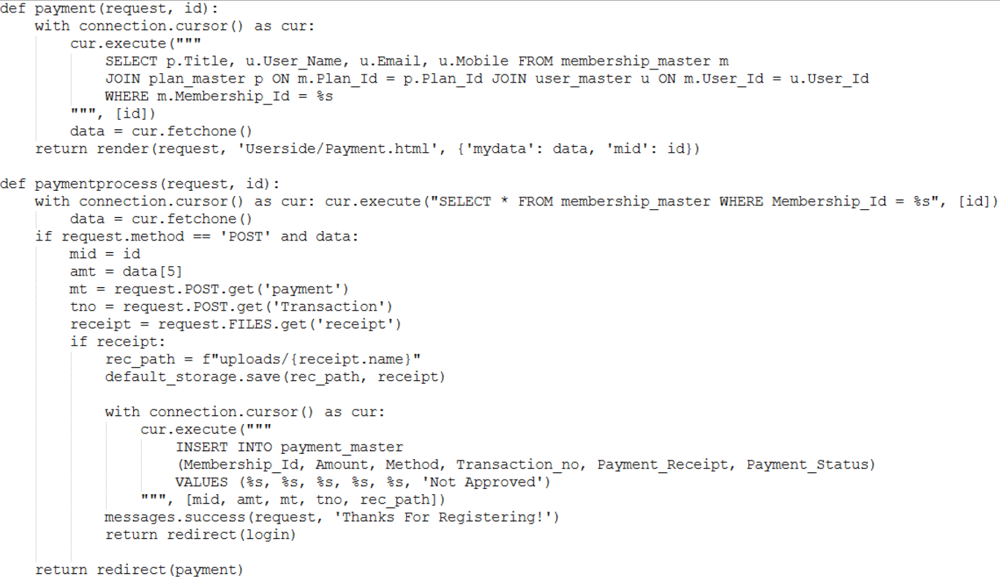 def payment(request, id):
    with connection.cursor() as cur:
        cur.execute("""
            SELECT p.Title, u.User_Name, u.Email, u.Mobile FROM membership_master m
            JOIN plan_master p ON m.Plan_Id = p.Plan_Id JOIN user_master u ON m.User_Id = u.User_Id
            WHERE m.Membership_Id = %s
        """, [id])
        data = cur.fetchone()
    return render(request, 'Userside/Payment.html', {'mydata': data, 'mid': id})

def paymentprocess(request, id):
    with connection.cursor() as cur: cur.execute("SELECT * FROM membership_master WHERE Membership_Id = %s", [id])
        data = cur.fetchone()
    if request.method == 'POST' and data:
        mid = id
        amt = data[5]
        mt = request.POST.get('payment')
        tno = request.POST.get('Transaction')
        receipt = request.FILES.get('receipt')
        if receipt:
            rec_path = f"uploads/{receipt.name}"
            default_storage.save(rec_path, receipt)

            with connection.cursor() as cur:
                cur.execute("""
                    INSERT INTO payment_master
                    (Membership_Id, Amount, Method, Transaction_no, Payment_Receipt, Payment_Status)
                    VALUES (%s, %s, %s, %s, %s, 'Not Approved')
                """, [mid, amt, mt, tno, rec_path])
            messages.success(request, 'Thanks For Registering!')
            return redirect(login)

    return redirect(payment)